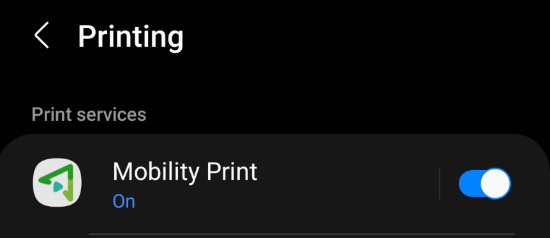 Printing
Print services
Mobility Print
On